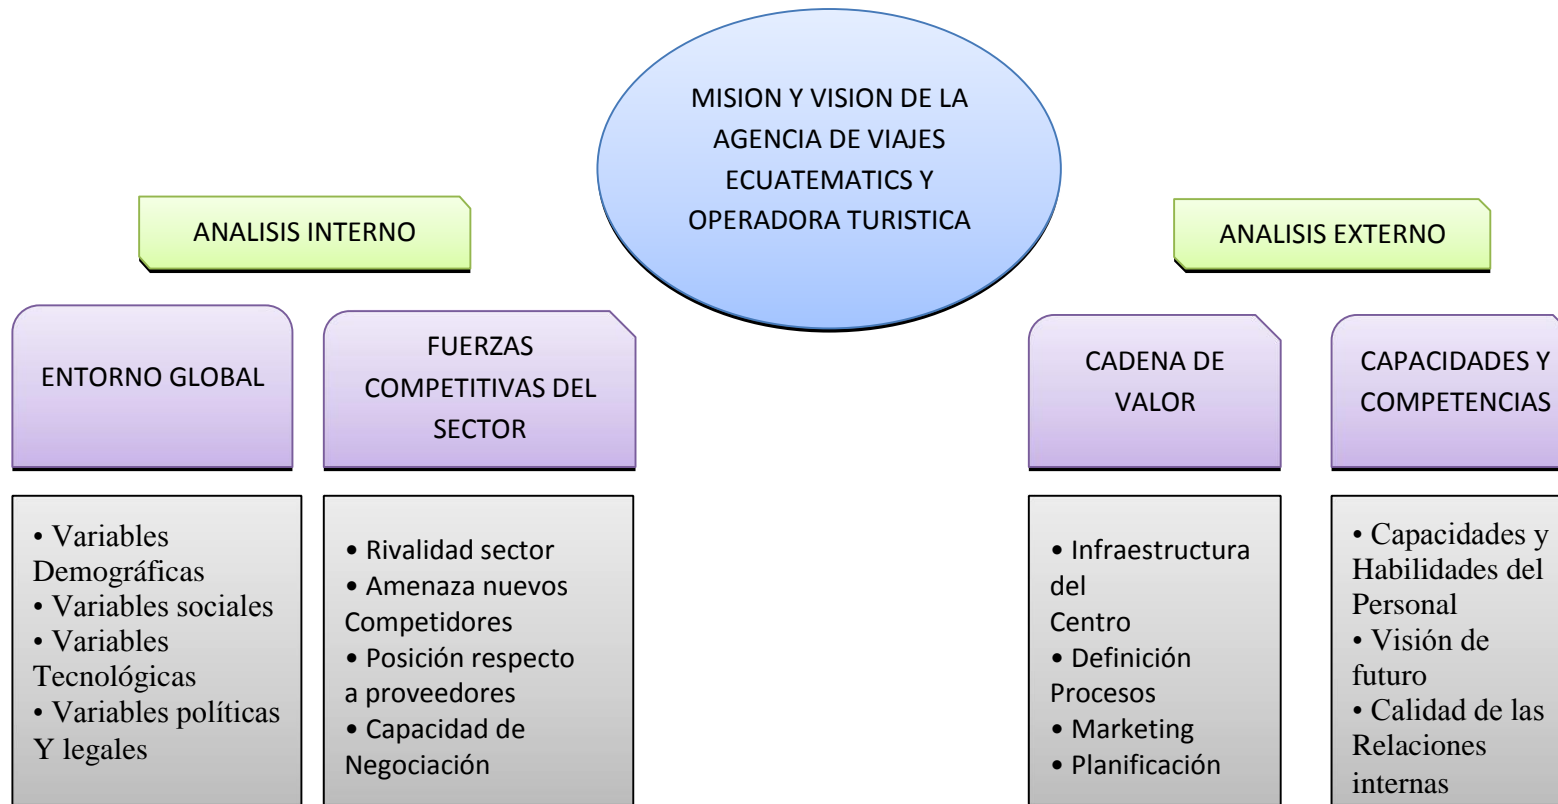 MISION Y VISION DE LA
AGENCIA DE VIAJES
ECUATEMATICS Y
OPERADORA TURISTICA
ANALISIS INTERNO
ANALISIS EXTERNO
ENTORNO GLOBAL
FUERZAS
COMPETITIVAS DEL
SECTOR
CADENA DE
VALOR
CAPACIDADES Y
COMPETENCIAS
• Variables
Demográficas
• Variables sociales
• Variables
Tecnológicas
• Variables políticas
Y legales
• Rivalidad sector
• Amenaza nuevos
Competidores
• Posición respecto
a proveedores
• Capacidad de
Negociación
• Infraestructura
del
Centro
• Definición
Procesos
• Marketing
• Planificación
• Capacidades y
Habilidades del
Personal
• Visión de
futuro
• Calidad de las
Relaciones
internas